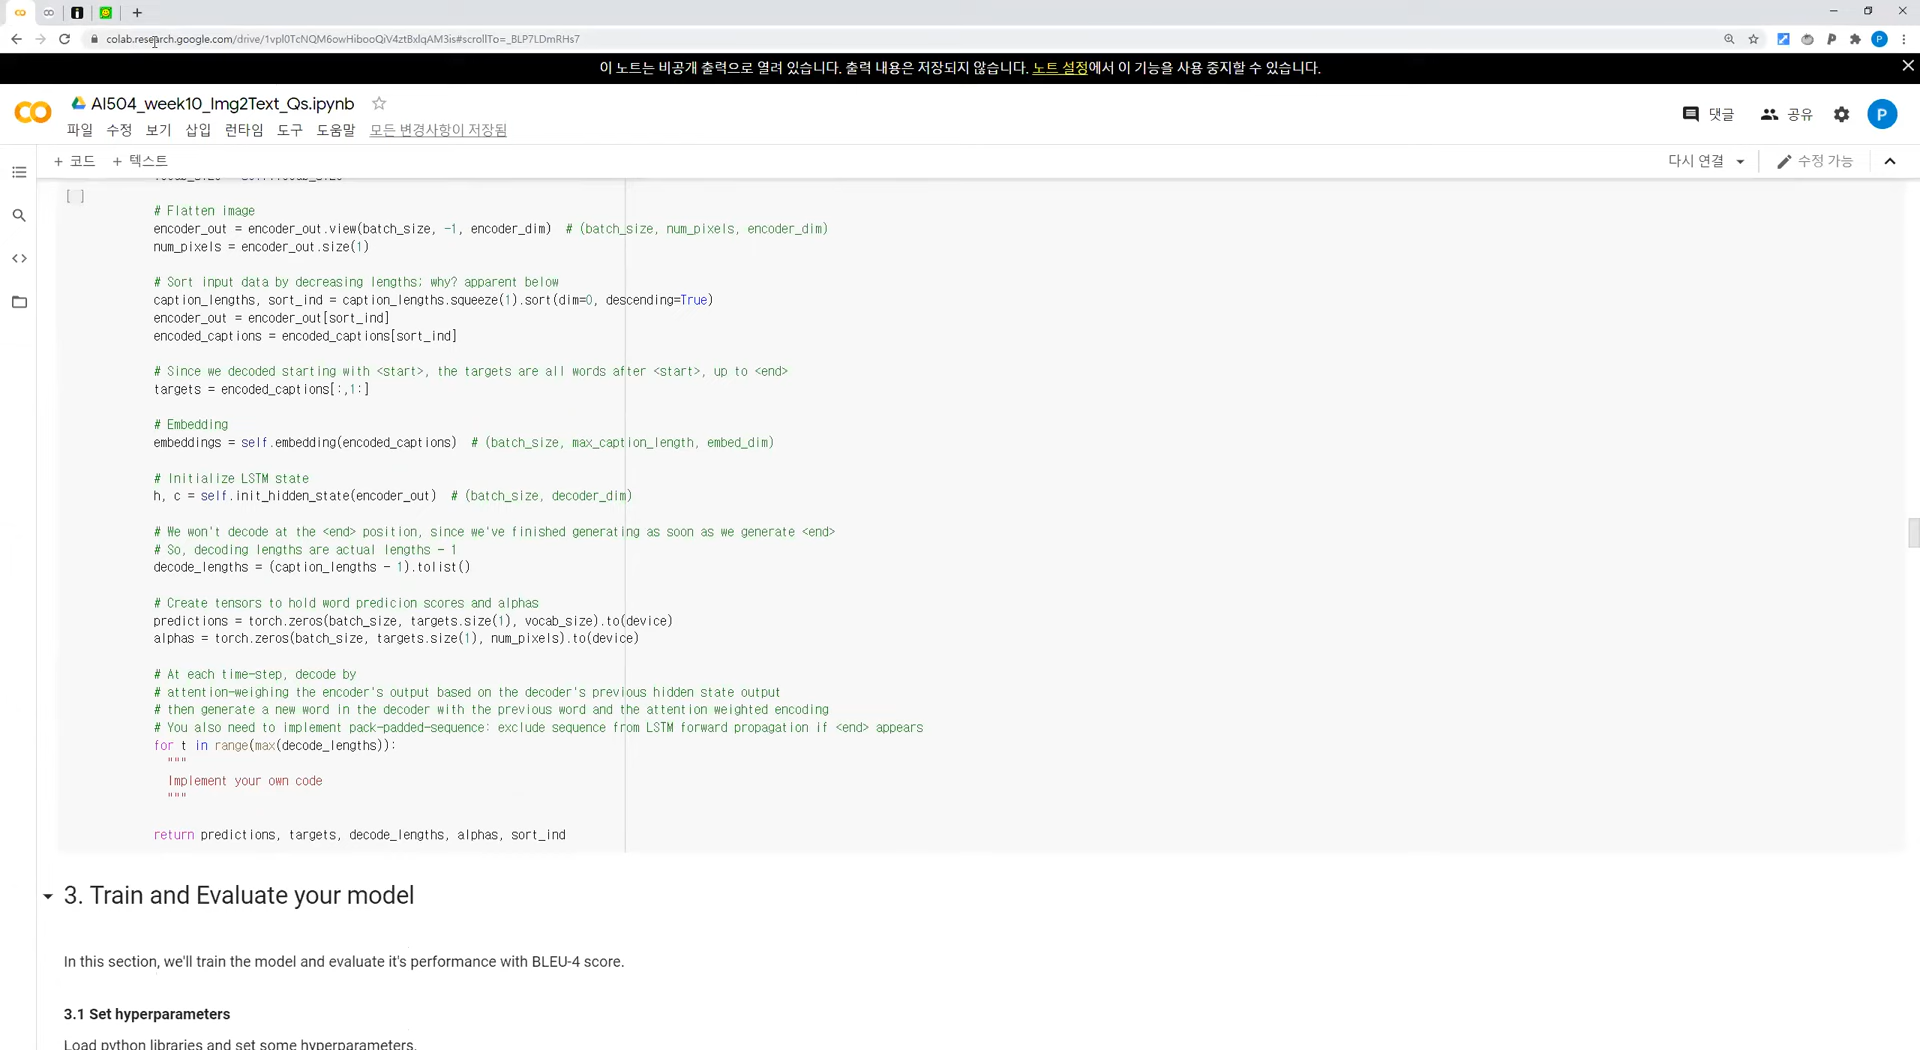 colab.research.google.com/drive/1vpl0TcNQM6owHibooQiV4ztBxlqAM3is#scrollTo=_BLP7LDmRHs7
이 노트는 비공개 출력으로 열려 있습니다. 출력 내용은 저장되지 않습니다. 노트 설정에서 이 기능을 사용 중지할 수 있습니다.
AI504_week10_Img2Text_Qs.ipynb
댓글 공유 P
파일 수정 보기 삽입 런타임 도구 도움말 모든 변경사항이 저장됨
+ 코드 + 텍스트 다시 연결 수정 가능
[ ]
# Flatten image
encoder_out = encoder_out.view(batch_size, -1, encoder_dim)  # (batch_size, num_pixels, encoder_dim)
num_pixels = encoder_out.size(1)
# Sort input data by decreasing lengths; why? apparent below
caption_lengths, sort_ind = caption_lengths.squeeze(1).sort(dim=0, descending=True)
encoder_out = encoder_out[sort_ind]
encoded_captions = encoded_captions[sort_ind]
# Since we decoded starting with <start>, the targets are all words after <start>, up to <end>
targets = encoded_captions[:,1:]
# Embedding
embeddings = self.embedding(encoded_captions)  # (batch_size, max_caption_length, embed_dim)
# Initialize LSTM state
h, c = self.init_hidden_state(encoder_out)  # (batch_size, decoder_dim)
# We won't decode at the <end> position, since we've finished generating as soon as we generate <end>
# So, decoding lengths are actual lengths - 1
decode_lengths = (caption_lengths - 1).tolist()
# Create tensors to hold word predicion scores and alphas
predictions = torch.zeros(batch_size, targets.size(1), vocab_size).to(device)
alphas = torch.zeros(batch_size, targets.size(1), num_pixels).to(device)
# At each time-step, decode by
# attention-weighing the encoder's output based on the decoder's previous hidden state output
# then generate a new word in the decoder with the previous word and the attention weighted encoding
# You also need to implement pack-padded-sequence: exclude sequence from LSTM forward propagation if <end> appears
for t in range(max(decode_lengths)):
"""
Implement your own code
"""
return predictions, targets, decode_lengths, alphas, sort_ind
3. Train and Evaluate your model
In this section, we'll train the model and evaluate it's performance with BLEU-4 score.
3.1 Set hyperparameters
Load python libraries and set some hyperparameters.